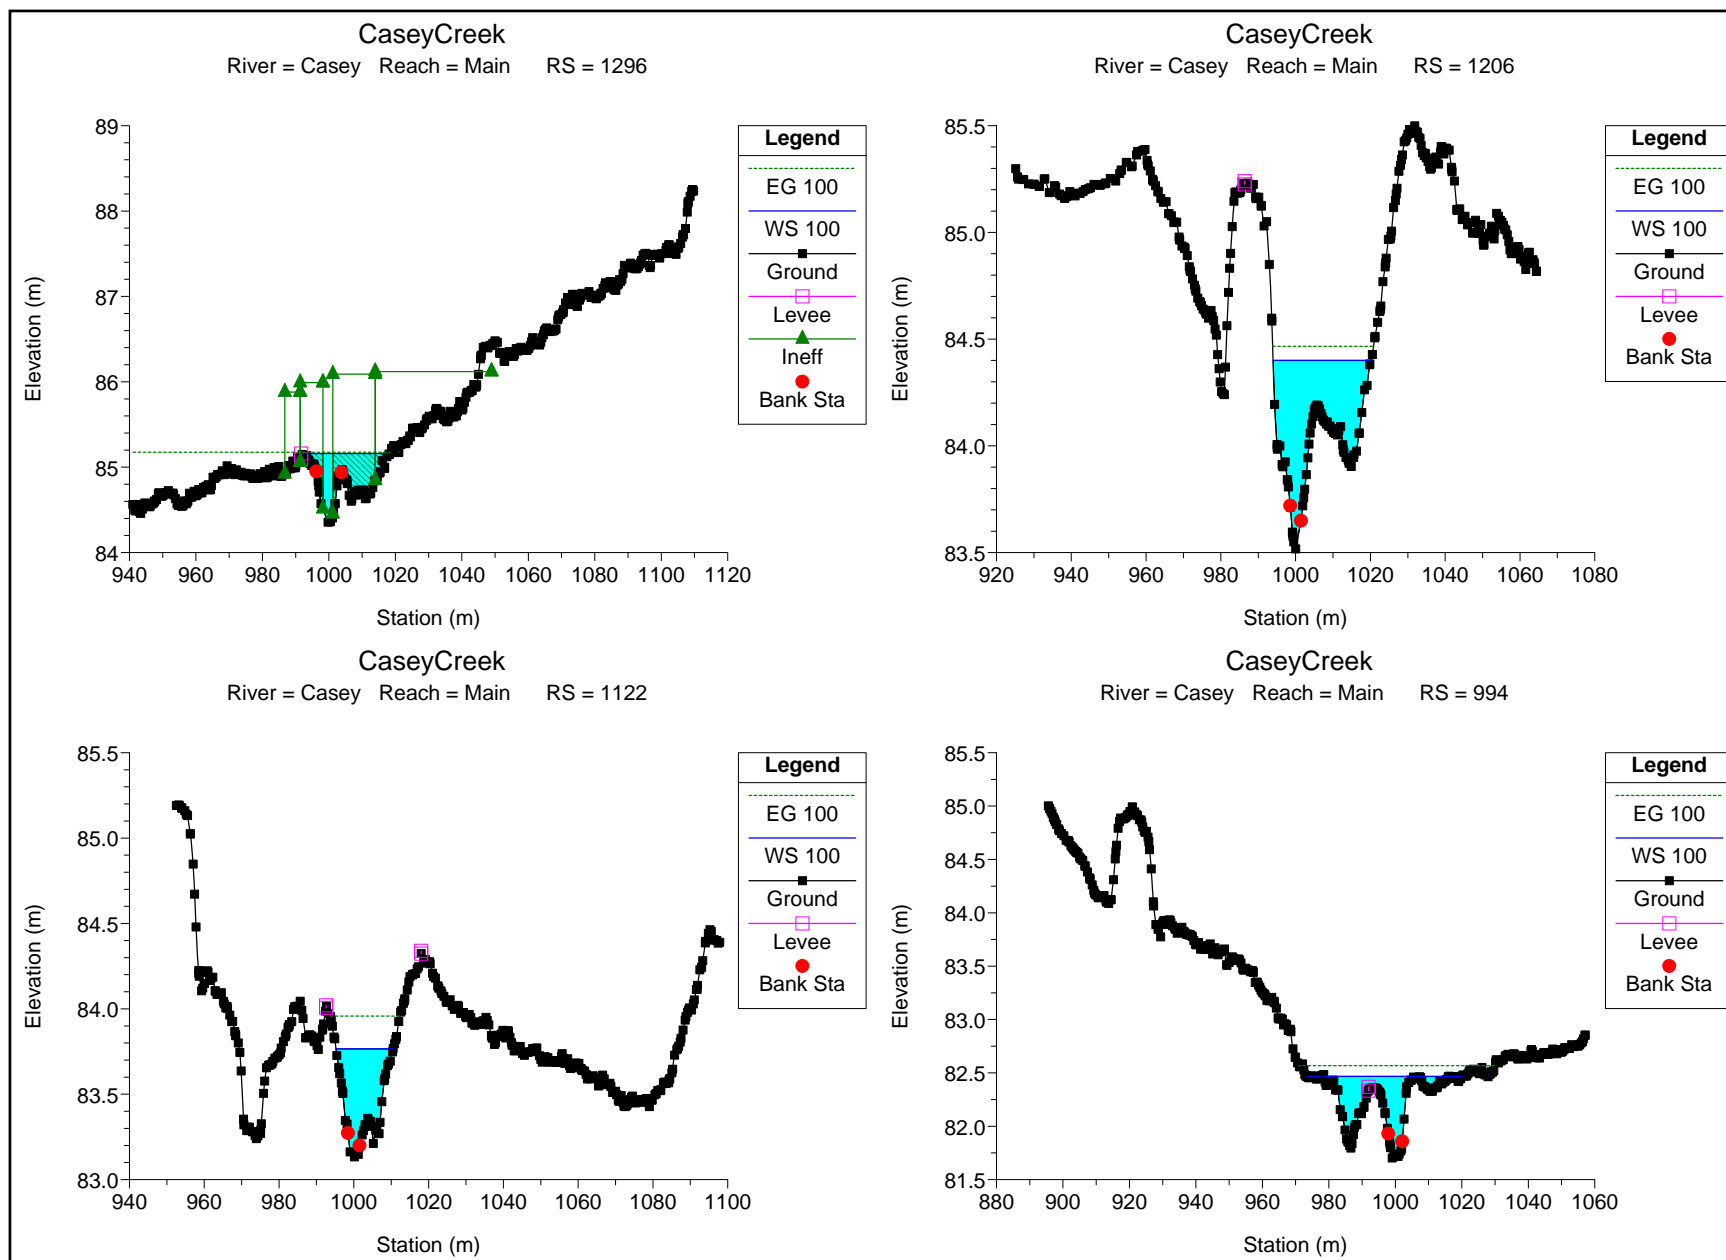 CaseyCreek
River = Casey Reach = Main RS = 1296
89
88
87
86
85
84
940 960 980 1000 1020 1040 1060 1080 1100 1120
Elevation (m)
Station (m)
Legend
EG 100
WS 100
Ground
Levee
Ineff
Bank Sta
CaseyCreek
River = Casey Reach = Main RS = 1206
85.5
85.0
84.5
84.0
83.5
920 940 960 980 1000 1020 1040 1060 1080
Elevation (m)
Station (m)
Legend
EG 100
WS 100
Ground
Levee
Bank Sta
CaseyCreek
River = Casey Reach = Main RS = 1122
85.5
85.0
84.5
84.0
83.5
83.0
940 960 980 1000 1020 1040 1060 1080 1100
Elevation (m)
Station (m)
Legend
EG 100
WS 100
Ground
Levee
Bank Sta
CaseyCreek
River = Casey Reach = Main RS = 994
85.5
85.0
84.5
84.0
83.5
83.0
82.5
82.0
81.5
880 900 920 940 960 980 1000 1020 1040 1060
Elevation (m)
Station (m)
Legend
EG 100
WS 100
Ground
Levee
Bank Sta